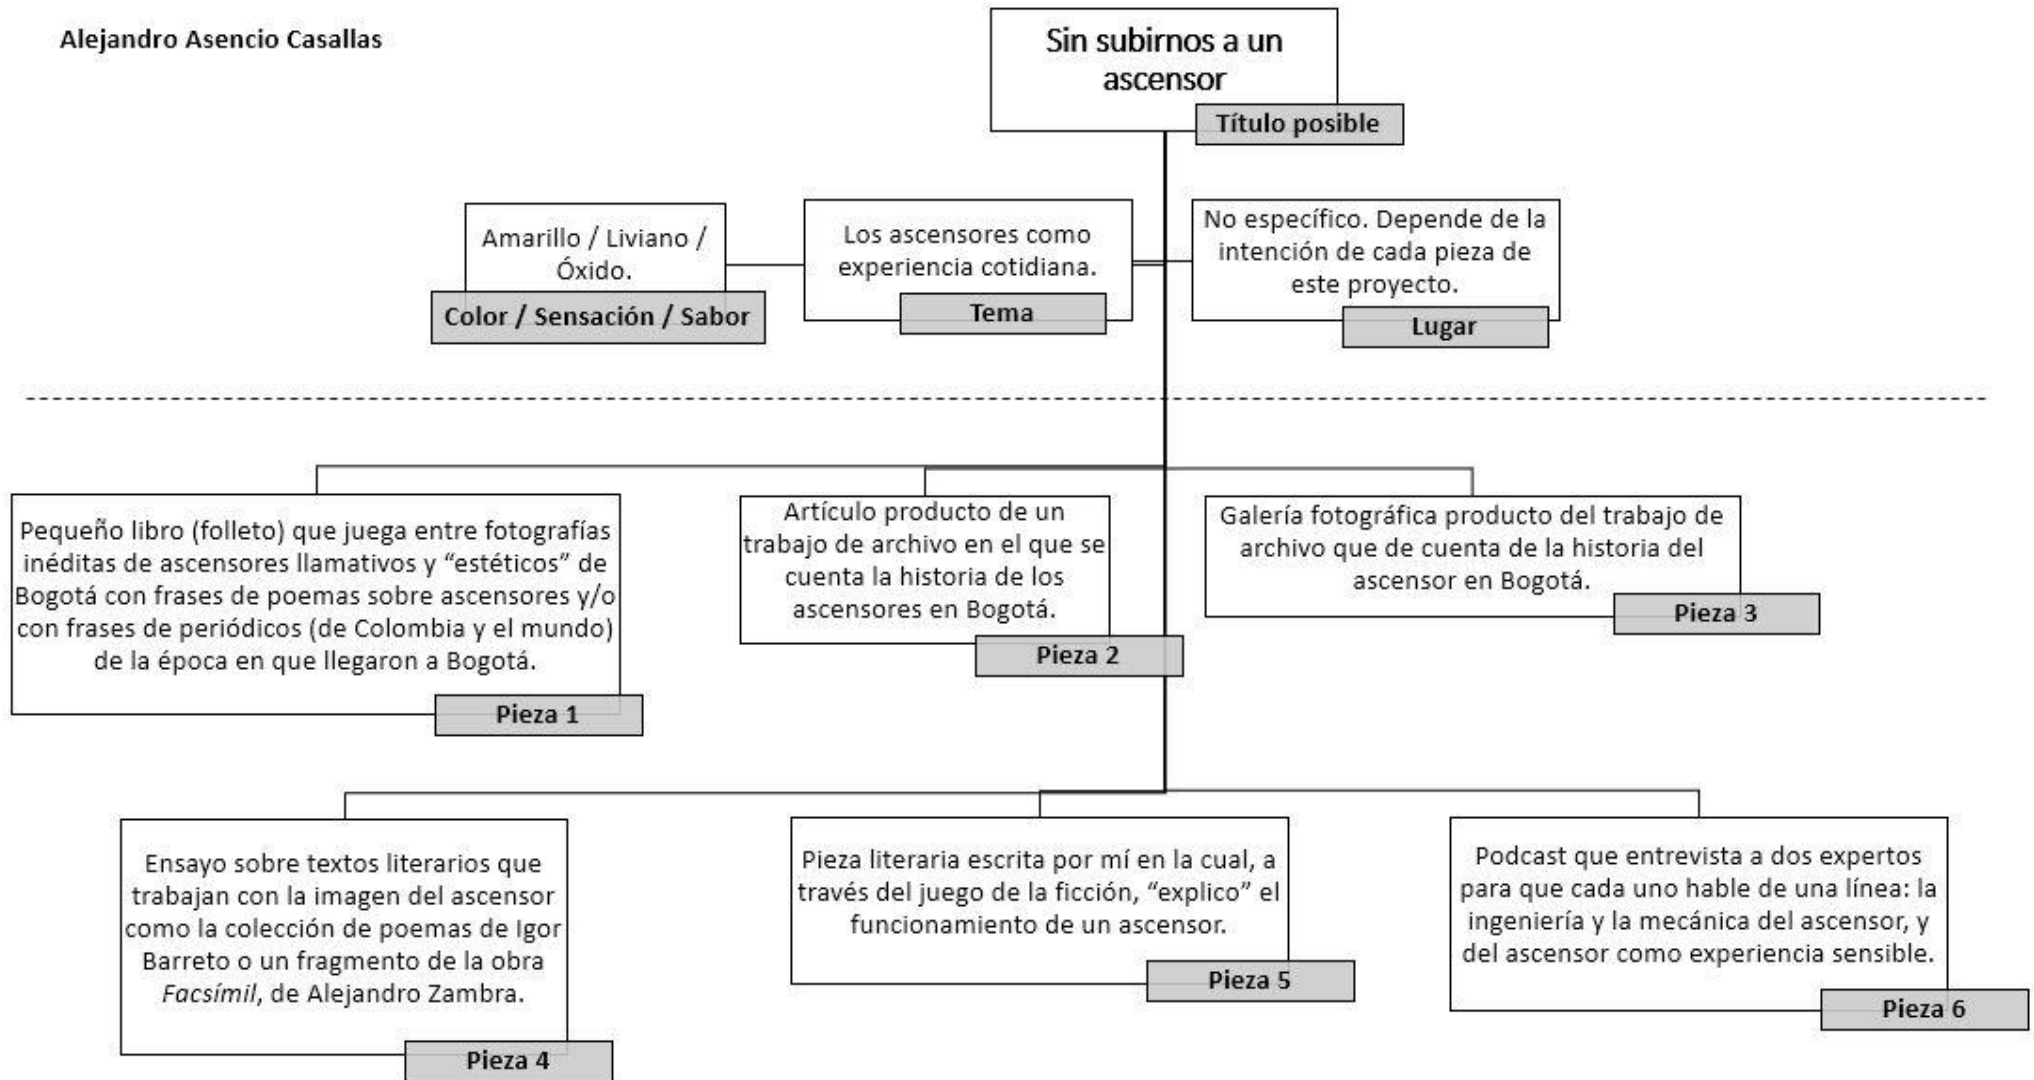 Alejandro Asencio Casallas
Sin subirnos a un
ascensor
Título posible
Amarillo / Liviano /
Óxido.
Color / Sensación / Sabor
Los ascensores como
experiencia cotidiana.
Tema
No específico. Depende de la
intención de cada pieza de
este proyecto.
Lugar
Pequeño libro (folleto) que juega entre fotografías
inéditas de ascensores llamativos y “estéticos” de
Bogotá con frases de poemas sobre ascensores y/o
con frases de periódicos (de Colombia y el mundo)
de la época en que llegaron a Bogotá.
Pieza 1
Artículo producto de un
trabajo de archivo en el que se
cuenta la historia de los
ascensores en Bogotá.
Pieza 2
Galería fotográfica producto del trabajo de
archivo que de cuenta de la historia del
ascensor en Bogotá.
Pieza 3
Ensayo sobre textos literarios que
trabajan con la imagen del ascensor
como la colección de poemas de Igor
Barreto o un fragmento de la obra
Facsímil, de Alejandro Zambra.
Pieza 4
Pieza literaria escrita por mí en la cual, a
través del juego de la ficción, “explico” el
funcionamiento de un ascensor.
Pieza 5
Podcast que entrevista a dos expertos
para que cada uno hable de una línea: la
ingeniería y la mecánica del ascensor, y
del ascensor como experiencia sensible.
Pieza 6